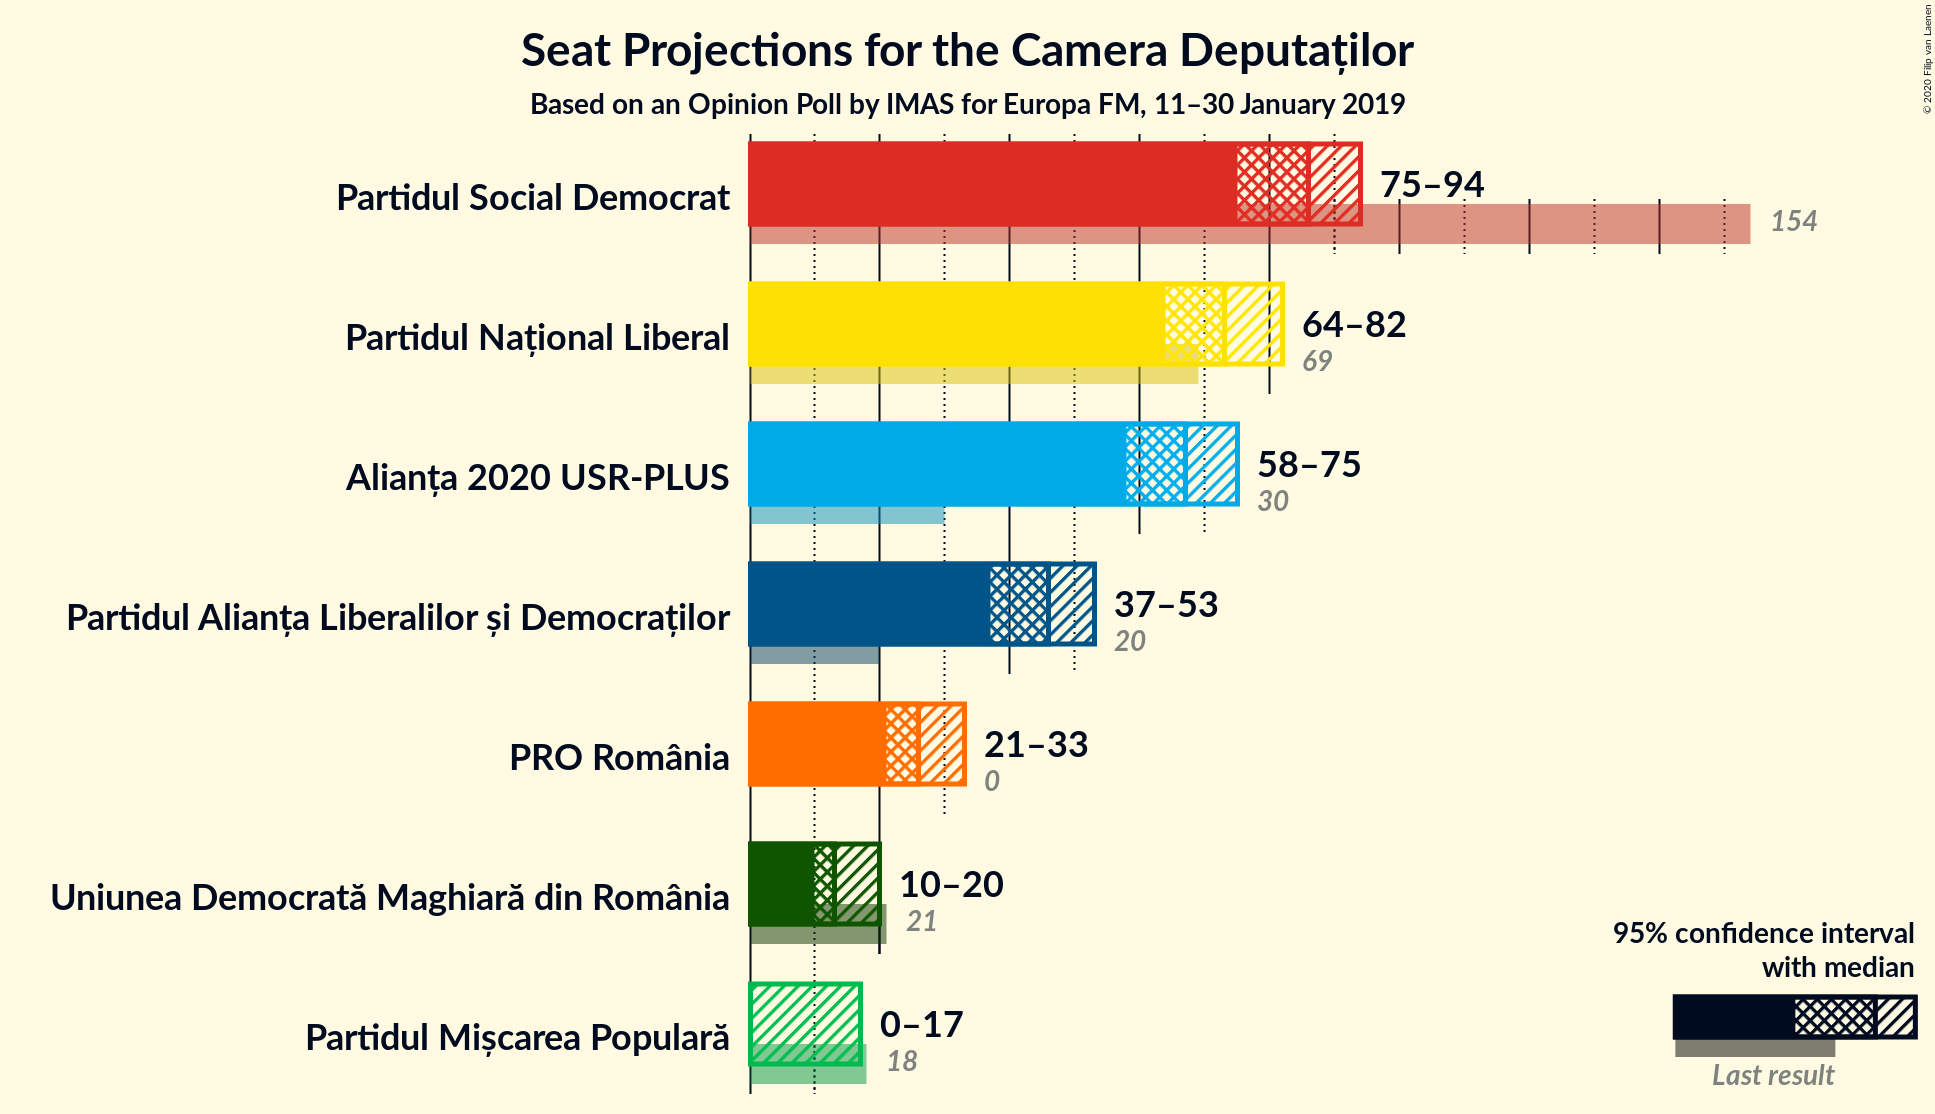 Seat Projections for the Camera Deputaților
Based on an Opinion Poll by IMAS for Europa FM, 11–30 January 2019
© 2020 Filip van Laenen
Partidul Social Democrat
75–94
154
Partidul Național Liberal
64–82
69
Alianța 2020 USR-PLUS
58–75
30
Partidul Alianța Liberalilor și Democraților
37–53
20
PRO România
21–33
0
Uniunea Democrată Maghiară din România
10–20
21
Partidul Mișcarea Populară
0–17
18
95% confidence interval
with median
Last result